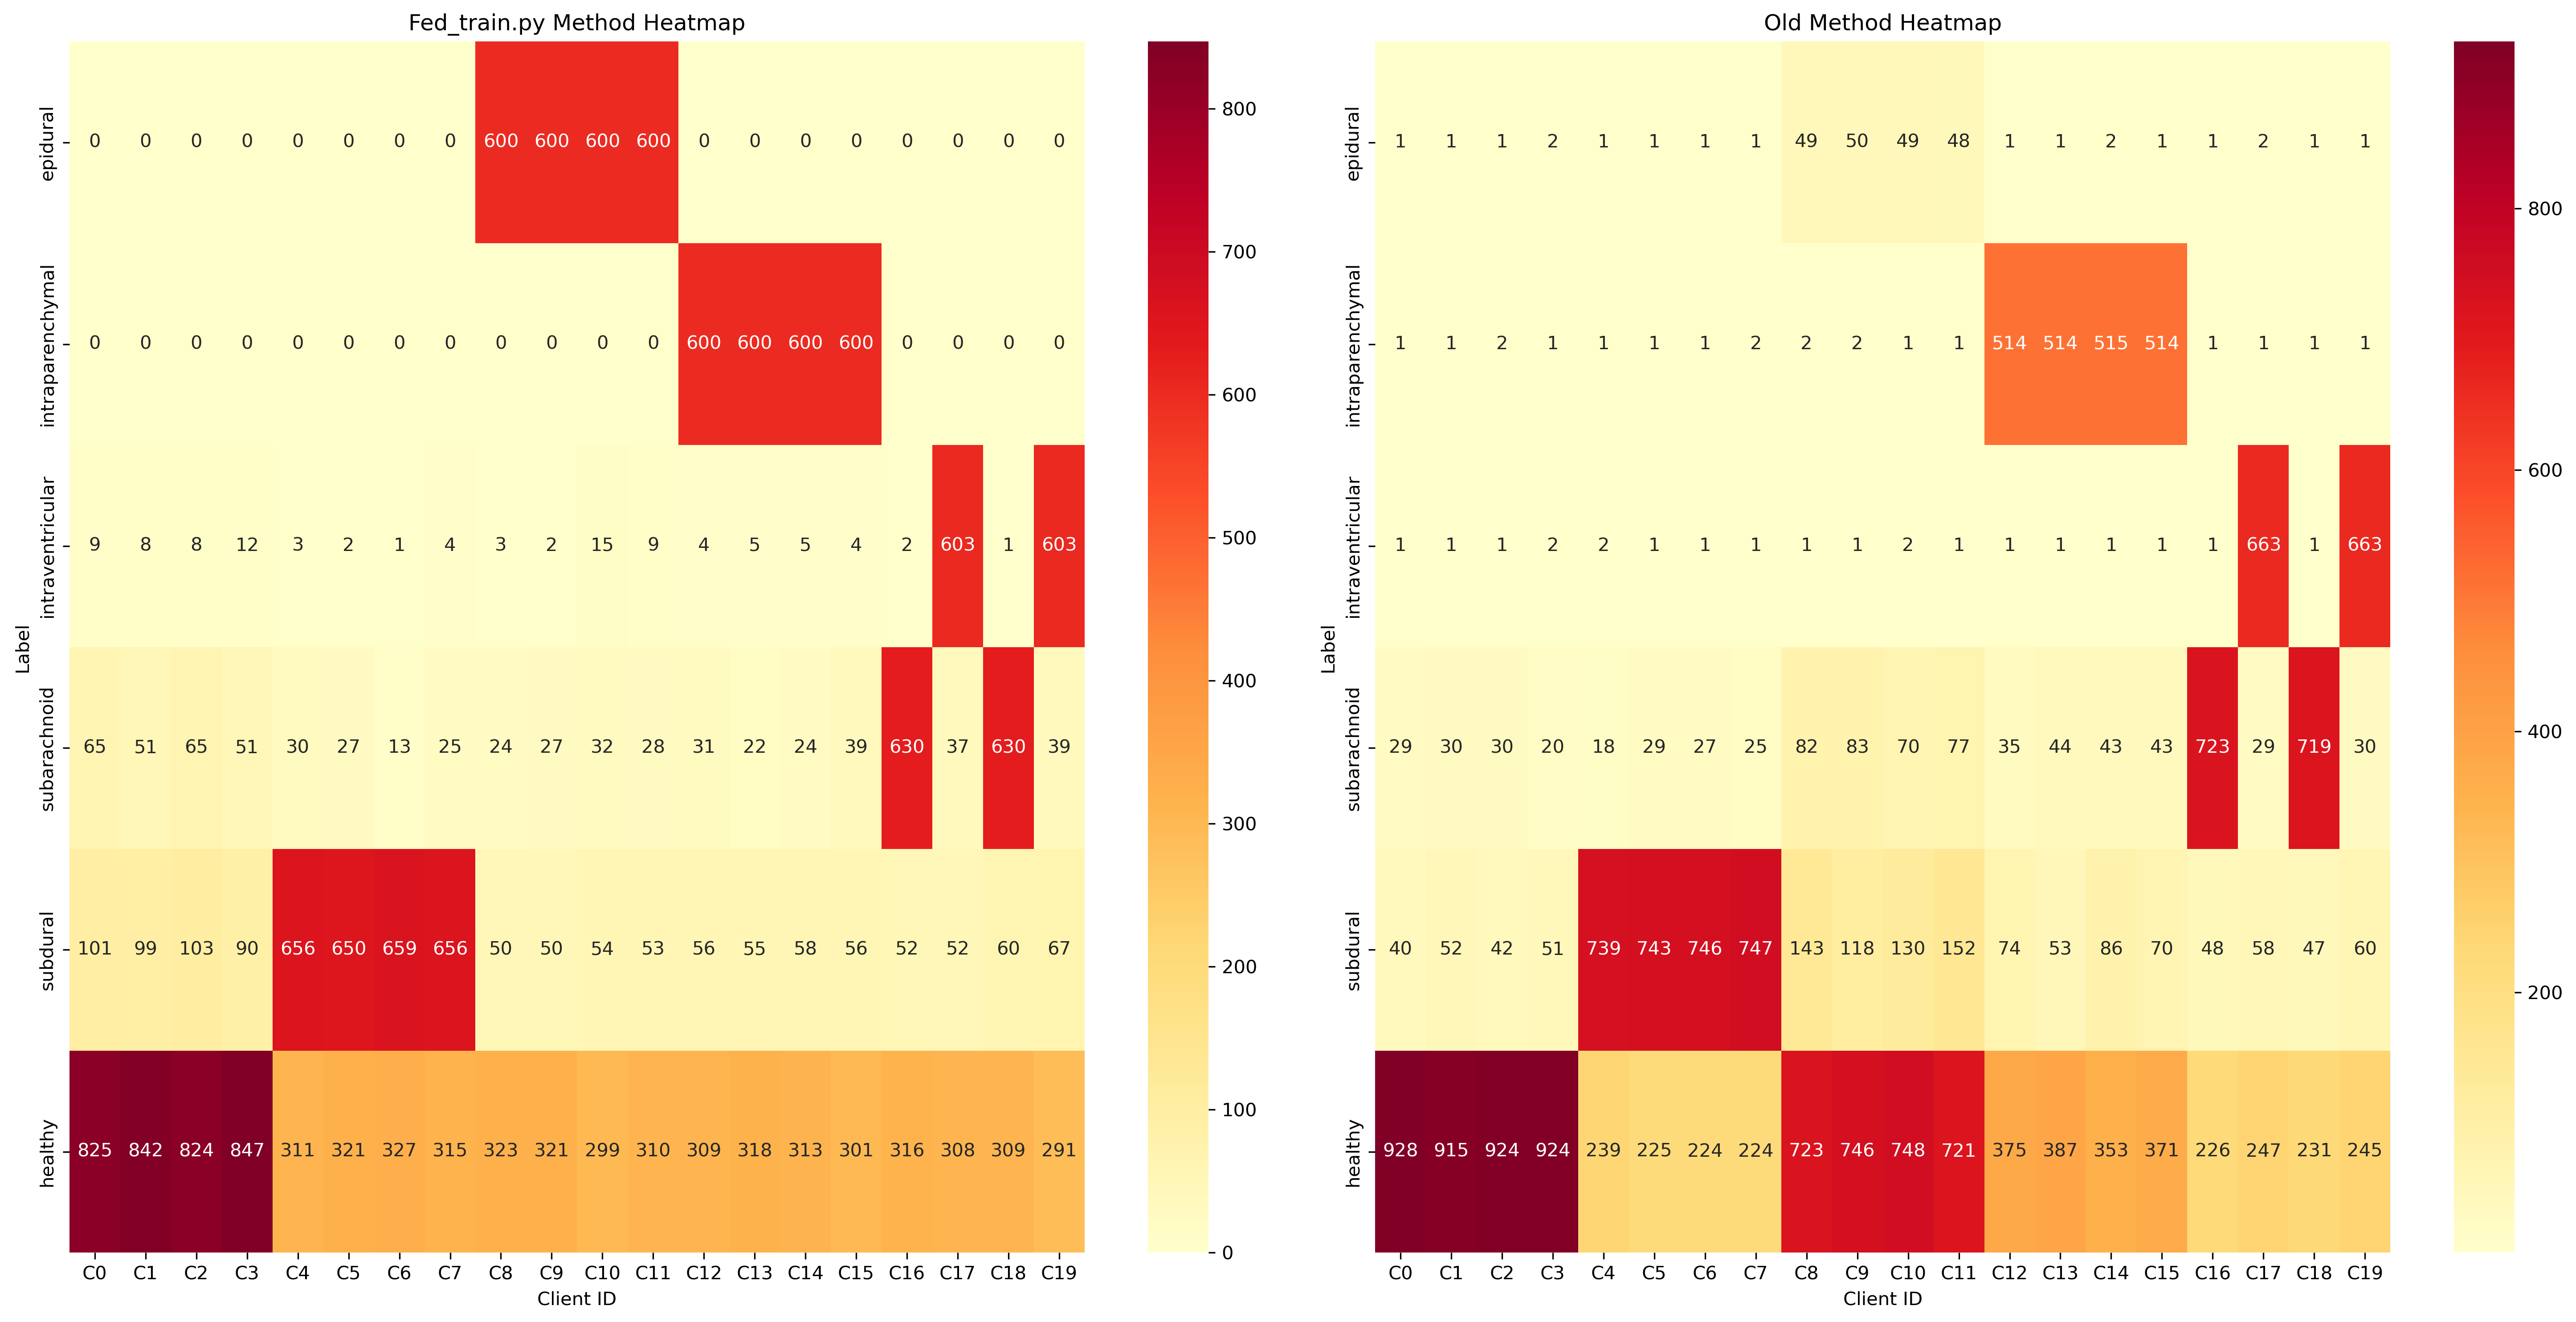 Fed_train.py Method Heatmap
epidural 0 0 0 0 0 0 0 0 600 600 600 600 0 0 0 0 0 0 0 0
intraparenchymal 0 0 0 0 0 0 0 0 0 0 0 0 600 600 600 600 0 0 0 0
intraventricular 9 8 8 12 3 2 1 4 3 2 15 9 4 5 5 4 2 603 1 603
subarachnoid 65 51 65 51 30 27 13 25 24 27 32 28 31 22 24 39 630 37 630 39
subdural 101 99 103 90 656 650 659 656 50 50 54 53 56 55 58 56 52 52 60 67
healthy 825 842 824 847 311 321 327 315 323 321 299 310 309 318 313 301 316 308 309 291
C0 C1 C2 C3 C4 C5 C6 C7 C8 C9 C10 C11 C12 C13 C14 C15 C16 C17 C18 C19
Client ID
Label
800
700
600
500
400
300
200
100
0
Old Method Heatmap
epidural 1 1 1 2 1 1 1 1 49 50 49 48 1 1 2 1 1 2 1 1
intraparenchymal 1 1 2 1 1 1 1 2 2 2 1 1 514 514 515 514 1 1 1 1
intraventricular 1 1 1 2 2 1 1 1 1 1 2 1 1 1 1 1 1 663 1 663
subarachnoid 29 30 30 20 18 29 27 25 82 83 70 77 35 44 43 43 723 29 719 30
subdural 40 52 42 51 739 743 746 747 143 118 130 152 74 53 86 70 48 58 47 60
healthy 928 915 924 924 239 225 224 224 723 746 748 721 375 387 353 371 226 247 231 245
C0 C1 C2 C3 C4 C5 C6 C7 C8 C9 C10 C11 C12 C13 C14 C15 C16 C17 C18 C19
Client ID
Label
800
600
400
200